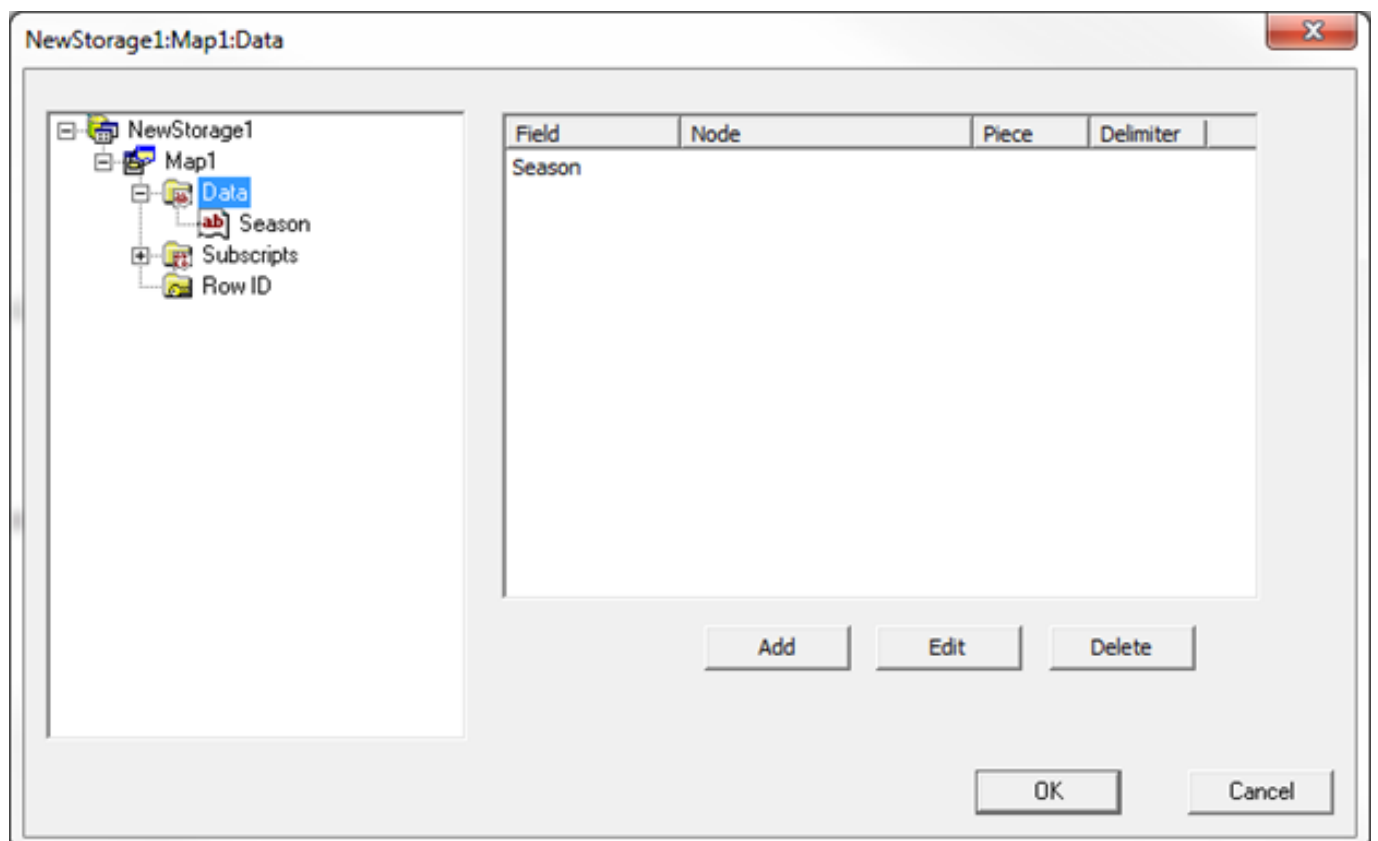 NewStorage1:Map1:Data
NewStorage1
Map1
Data
ab Season
Subscripts
Row ID
Field Node Piece Delimiter
Season
Add Edit Delete
OK Cancel